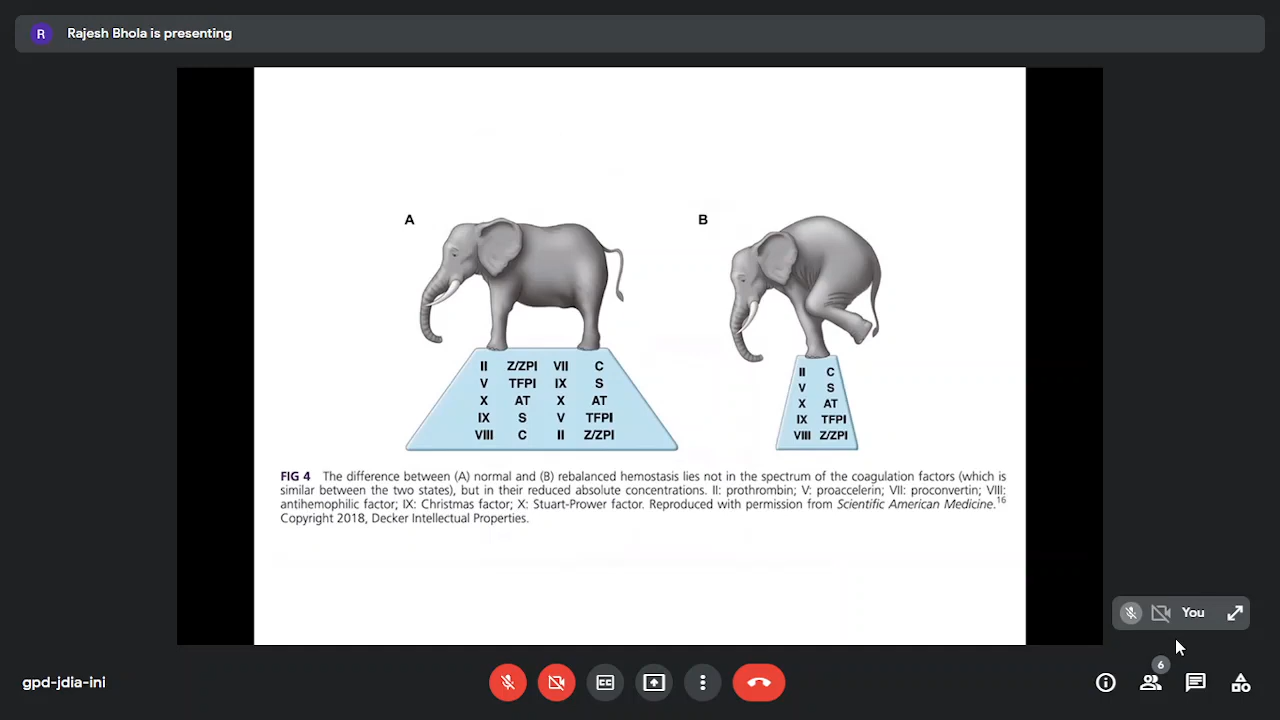 R Rajesh Bhola is presenting
A
B
II Z/ZPI VII C
V TFPI IX S
X AT X AT
IX S V TFPI
VIII C II Z/ZPI
II C
V S
X AT
IX TFPI
VIII Z/ZPI
FIG 4 The difference between (A) normal and (B) rebalanced hemostasis lies not in the spectrum of the coagulation factors (which is
similar between the two states), but in their reduced absolute concentrations. II: prothrombin; V: proaccelerin; VII: proconvertin; VIII:
antihemophilic factor; IX: Christmas factor; X: Stuart-Prower factor. Reproduced with permission from Scientific American Medicine.16
Copyright 2018, Decker Intellectual Properties.
You
6
gpd-jdia-ini
CC